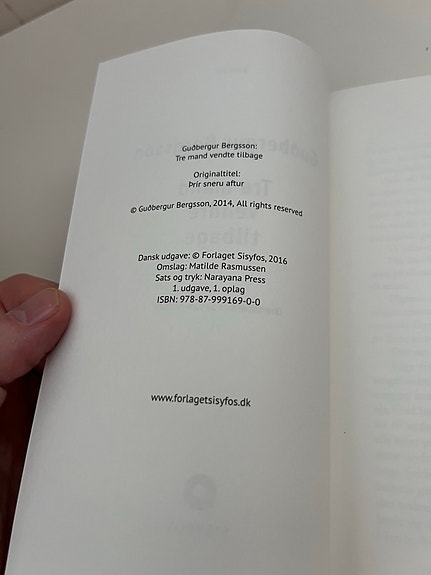 Guðbergur Bergsson:
Tre mand vendte tilbage
Originaltitel:
Þrír sneru aftur
© Guðbergur Bergsson, 2014, All rights reserved
Dansk udgave: © Forlaget Sisyfos, 2016
Omslag: Matilde Rasmussen
Sats og tryk: Narayana Press
1. udgave, 1. oplag
ISBN: 978-87-999169-0-0
www.forlagetsisyfos.dk